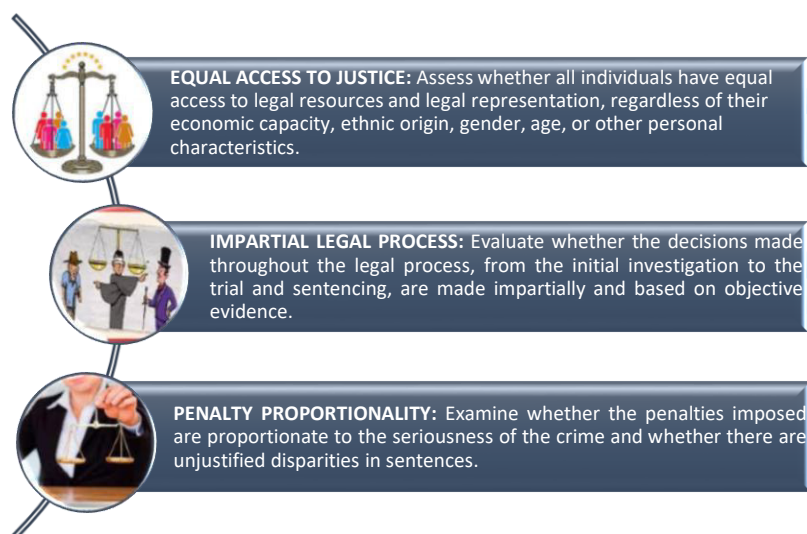 EQUAL ACCESS TO JUSTICE: Assess whether all individuals have equal
access to legal resources and legal representation, regardless of their
economic capacity, ethnic origin, gender, age, or other personal
characteristics.
IMPARTIAL LEGAL PROCESS: Evaluate whether the decisions made
throughout the legal process, from the initial investigation to the
trial and sentencing, are made impartially and based on objective
evidence.
PENALTY PROPORTIONALITY: Examine whether the penalties imposed
are proportionate to the seriousness of the crime and whether there are
unjustified disparities in sentences.